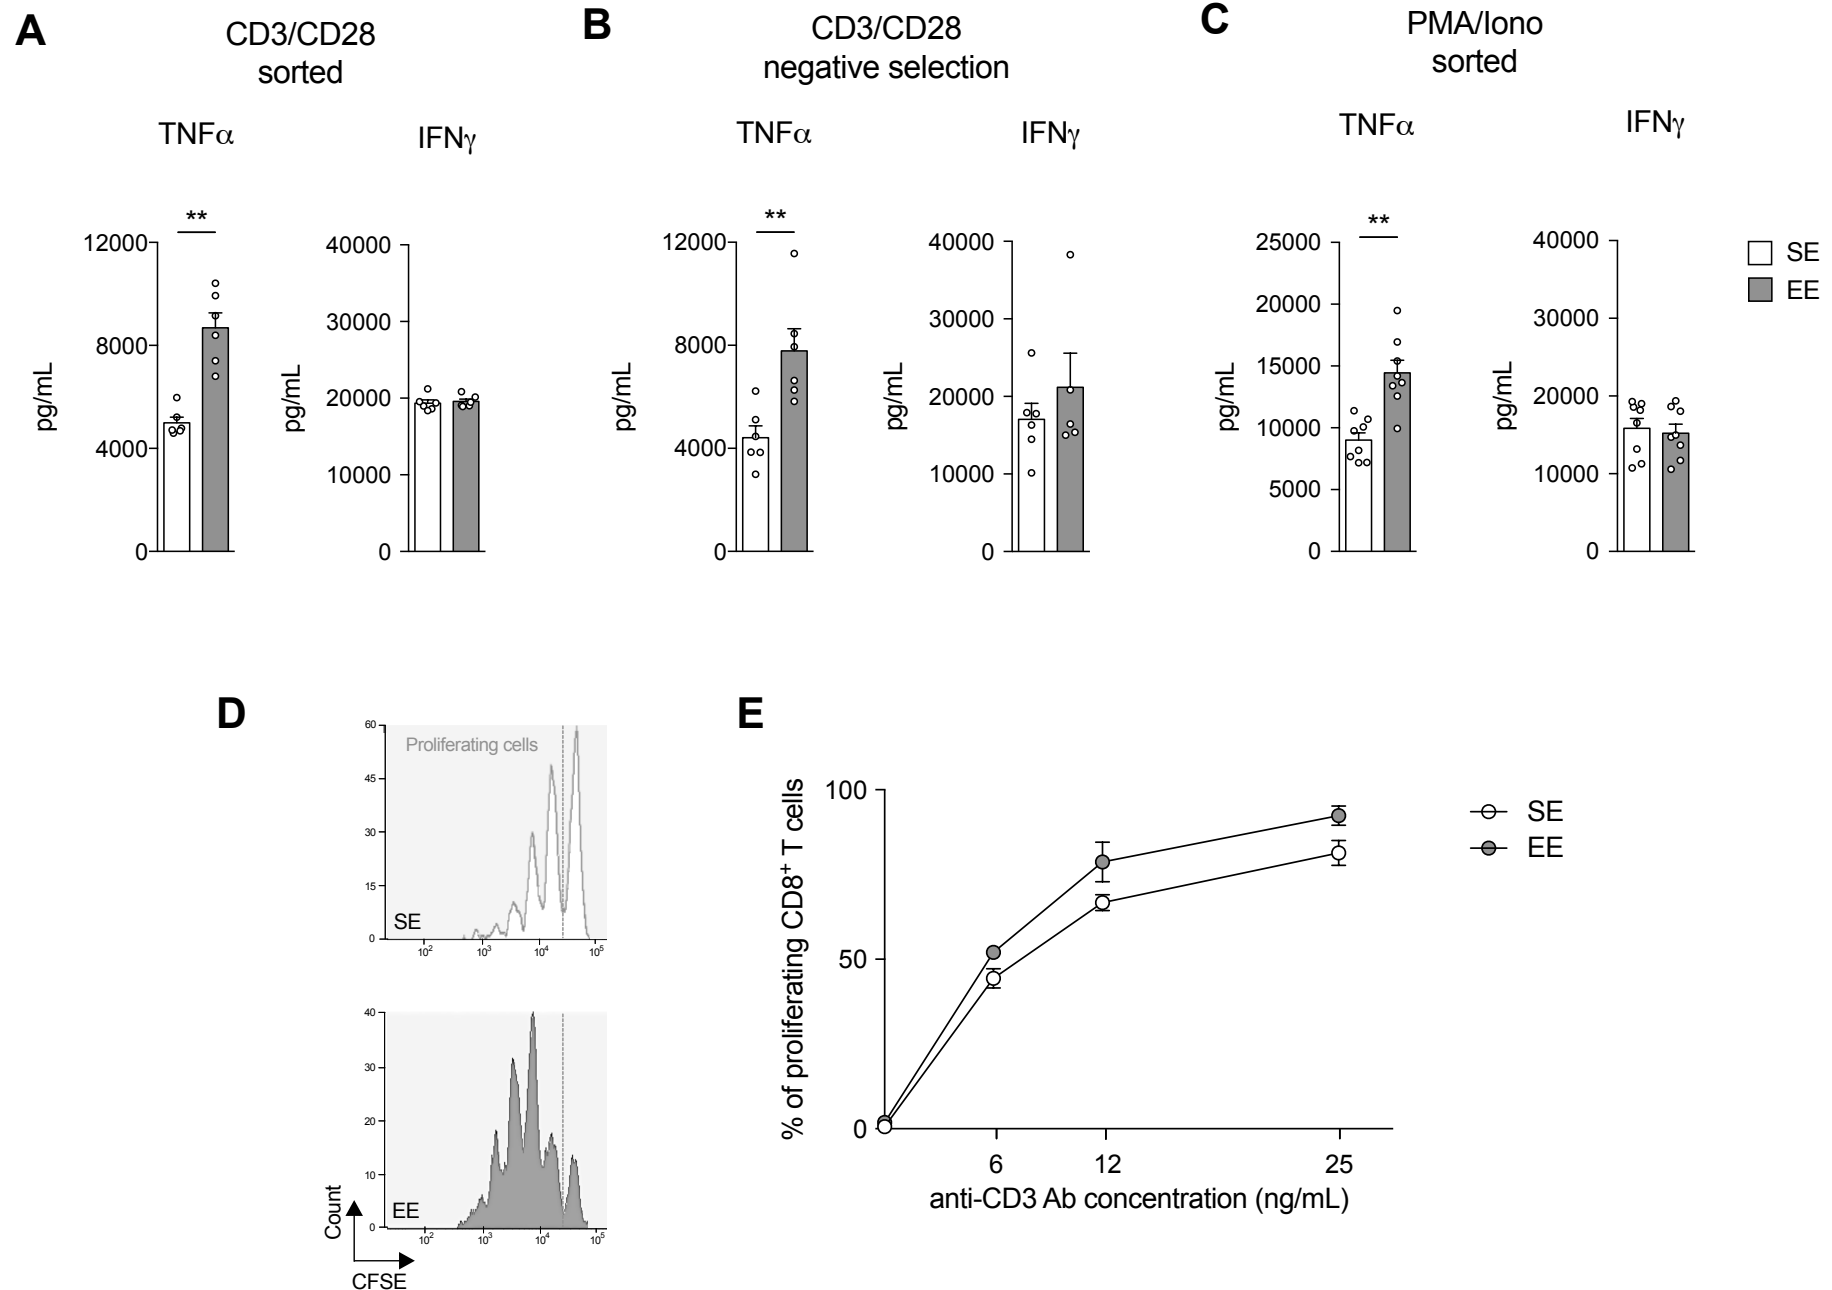 A
CD3/CD28
sorted
TNFα
IFNγ
**
12000
8000
4000
0
pg/mL
40000
30000
20000
10000
0
pg/mL
B
CD3/CD28
negative selection
TNFα
IFNγ
**
12000
8000
4000
0
pg/mL
40000
30000
20000
10000
0
pg/mL
C
PMA/Iono
sorted
TNFα
IFNγ
**
25000
20000
15000
10000
5000
0
pg/mL
40000
30000
20000
10000
0
pg/mL
SE
EE
D
Proliferating cells
60
45
30
15
0
SE
10²
10³
10⁴
10⁵
40
30
20
10
0
EE
10²
10³
10⁴
10⁵
Count
CFSE
E
% of proliferating CD8⁺ T cells
100
50
0
6
12
25
anti-CD3 Ab concentration (ng/mL)
SE
EE